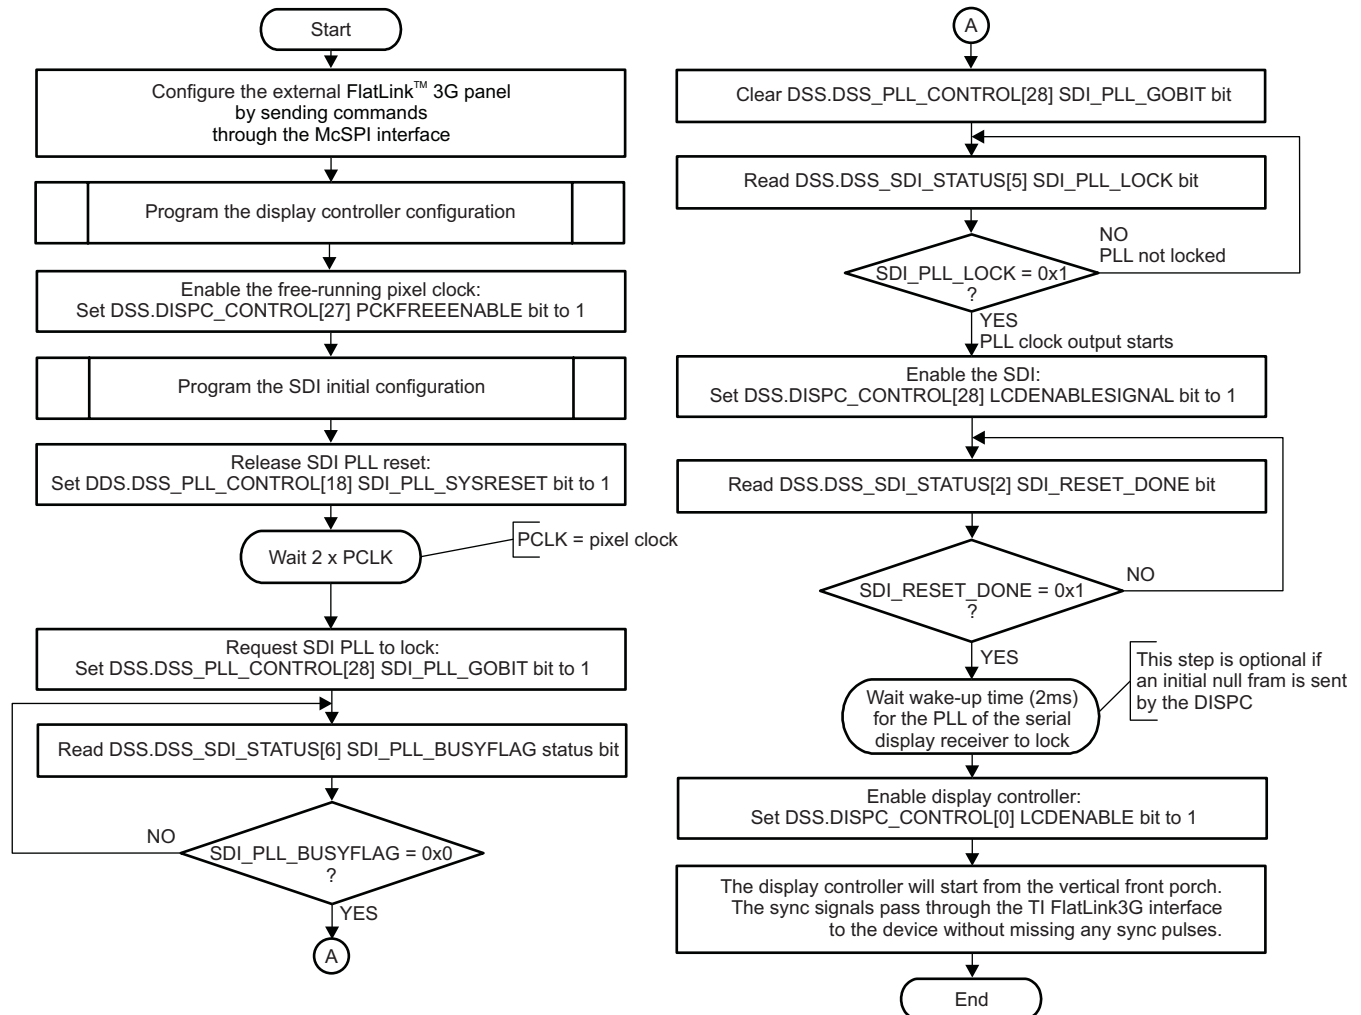 Start
Configure the external FlatLink™ 3G panel
by sending commands
through the McSPI interface
Program the display controller configuration
Enable the free-running pixel clock:
Set DSS.DISPC_CONTROL[27] PCKFREEENABLE bit to 1
Program the SDI initial configuration
Release SDI PLL reset:
Set DDS.DSS_PLL_CONTROL[18] SDI_PLL_SYSRESET bit to 1
Wait 2 x PCLK
PCLK = pixel clock
Request SDI PLL to lock:
Set DSS.DSS_PLL_CONTROL[28] SDI_PLL_GOBIT bit to 1
Read DSS.DSS_SDI_STATUS[6] SDI_PLL_BUSYFLAG status bit
NO
SDI_PLL_BUSYFLAG = 0x0
?
YES
A
A
Clear DSS.DSS_PLL_CONTROL[28] SDI_PLL_GOBIT bit
Read DSS.DSS_SDI_STATUS[5] SDI_PLL_LOCK bit
NO
PLL not locked
SDI_PLL_LOCK = 0x1
?
YES
PLL clock output starts
Enable the SDI:
Set DSS.DISPC_CONTROL[28] LCDENABLESIGNAL bit to 1
Read DSS.DSS_SDI_STATUS[2] SDI_RESET_DONE bit
NO
SDI_RESET_DONE = 0x1
?
YES
Wait wake-up time (2ms)
for the PLL of the serial
display receiver to lock
This step is optional if
an initial null fram is sent
by the DISPC
Enable display controller:
Set DSS.DISPC_CONTROL[0] LCDENABLE bit to 1
The display controller will start from the vertical front porch.
The sync signals pass through the TI FlatLink3G interface
to the device without missing any sync pulses.
End